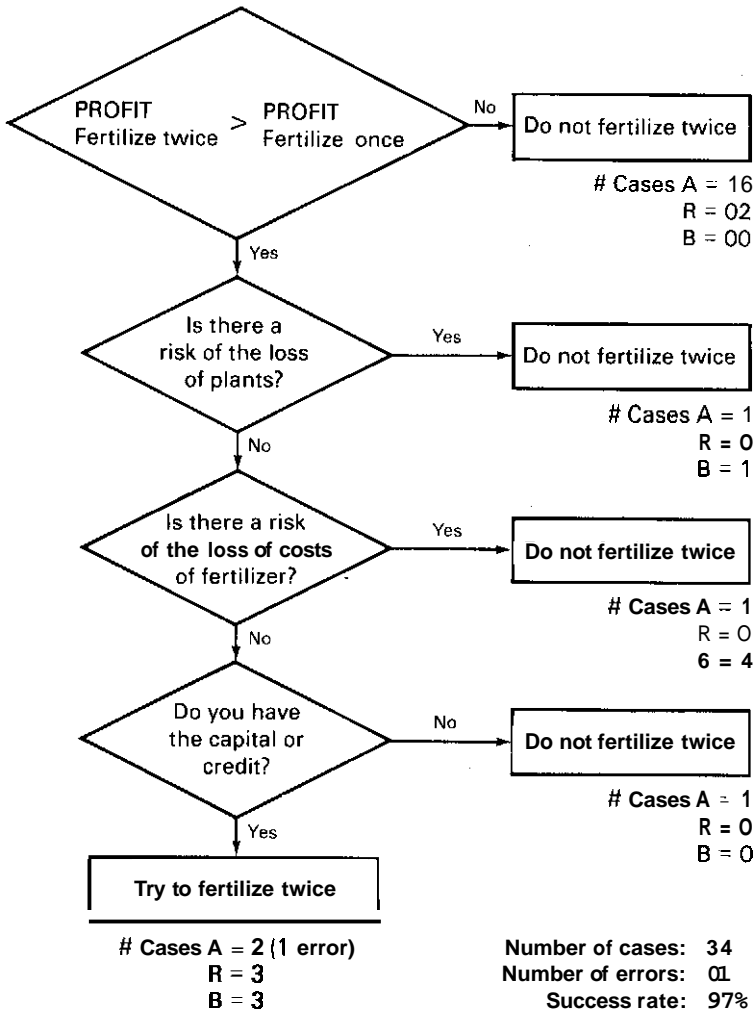 PROFIT
Fertilize twice
>
PROFIT
Fertilize once
No
Do not fertilize twice
# Cases A = 16
R = 02
B = 00
Yes
Is there a
risk of the loss
of plants?
Yes
Do not fertilize twice
# Cases A = 1
R = 0
B = 1
No
Is there a risk
of the loss of costs
of fertilizer?
Yes
Do not fertilize twice
# Cases A = 1
R = 0
6 = 4
No
Do you have
the capital or
credit?
No
Do not fertilize twice
# Cases A = 1
R = 0
B = 0
Yes
Try to fertilize twice
# Cases A = 2 (1 error)
R = 3
B = 3
Number of cases: 34
Number of errors: 01
Success rate: 97%